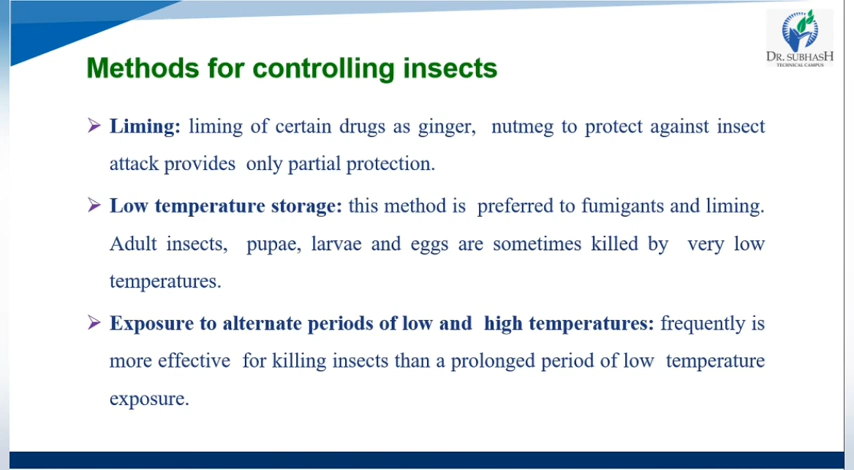 DR. SUBHASH
TECHNICAL CAMPUS
Methods for controlling insects
➢ Liming: liming of certain drugs as ginger, nutmeg to protect against insect
attack provides only partial protection.
➢ Low temperature storage: this method is preferred to fumigants and liming.
Adult insects, pupae, larvae and eggs are sometimes killed by very low
temperatures.
➢ Exposure to alternate periods of low and high temperatures: frequently is
more effective for killing insects than a prolonged period of low temperature
exposure.